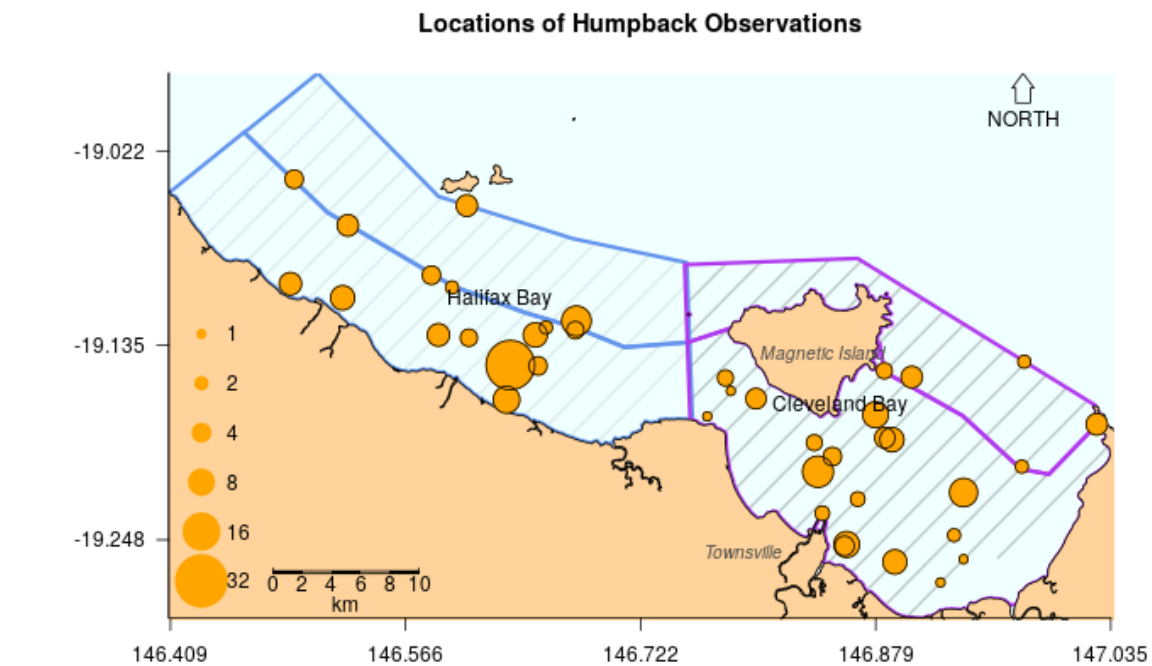 Locations of Humpback Observations
NORTH
-19.022
Halifax Bay
-19.135
1
Magnetic Island
2
Cleveland Bay
4
8
16
-19.248
Townsville
32
0 2 4 6 8 10
km
146.409 146.566 146.722 146.879 147.035